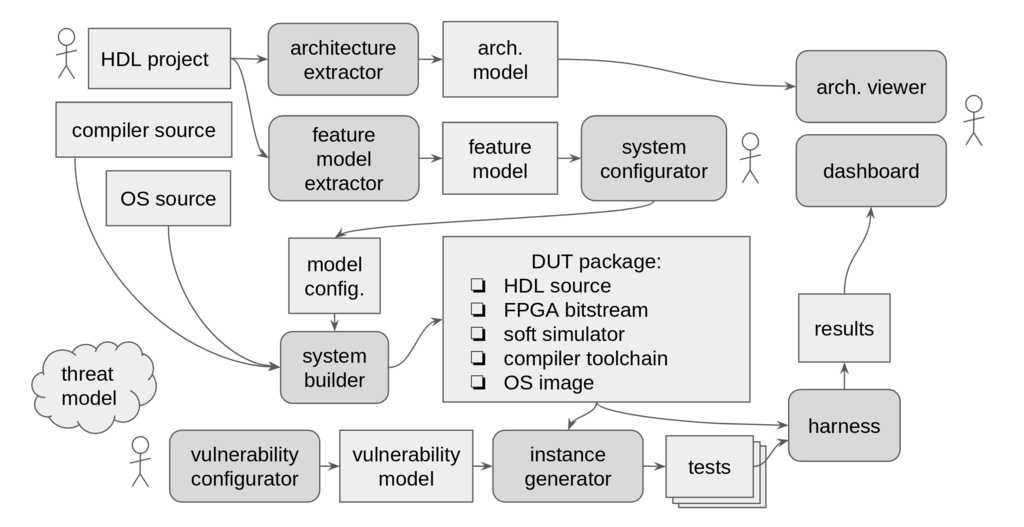 HDL project
architecture
extractor
arch.
model
arch. viewer
compiler source
feature
model
extractor
feature
model
system
configurator
dashboard
OS source
model
config.
DUT package:
❏ HDL source
❏ FPGA bitstream
❏ soft simulator
❏ compiler toolchain
❏ OS image
results
system
builder
threat
model
harness
vulnerability
configurator
vulnerability
model
instance
generator
tests